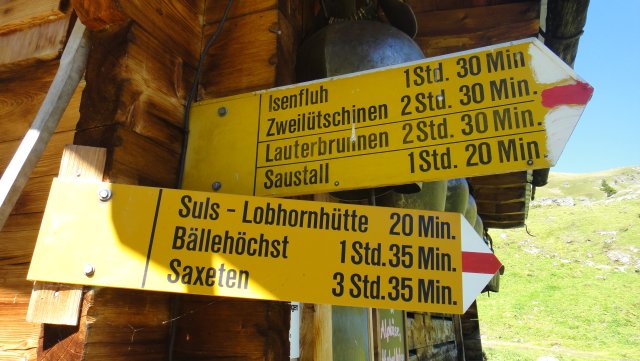 Isenfluh 1 Std. 30 Min.
Zweilütschinen 2 Std. 30 Min.
Lauterbrunnen 2 Std. 30 Min.
Saustall 1 Std. 20 Min.
Suls - Lobhornhütte 20 Min.
Bällehöchst 1 Std. 35 Min.
Saxeten 3 Std. 35 Min.